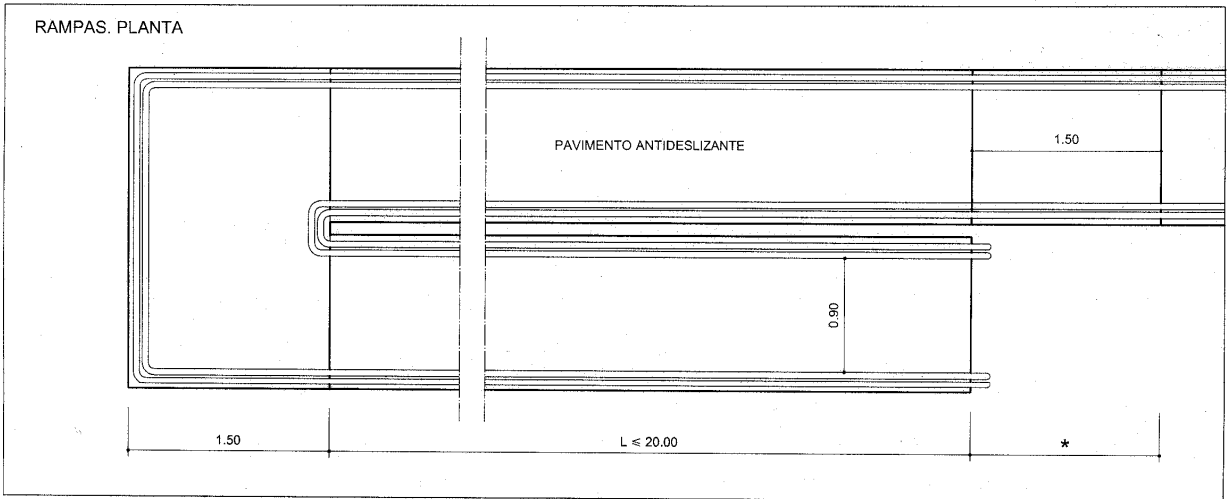 RAMPAS. PLANTA
PAVIMENTO ANTIDESLIZANTE
1.50
0.90
1.50
L ≤ 20.00
*